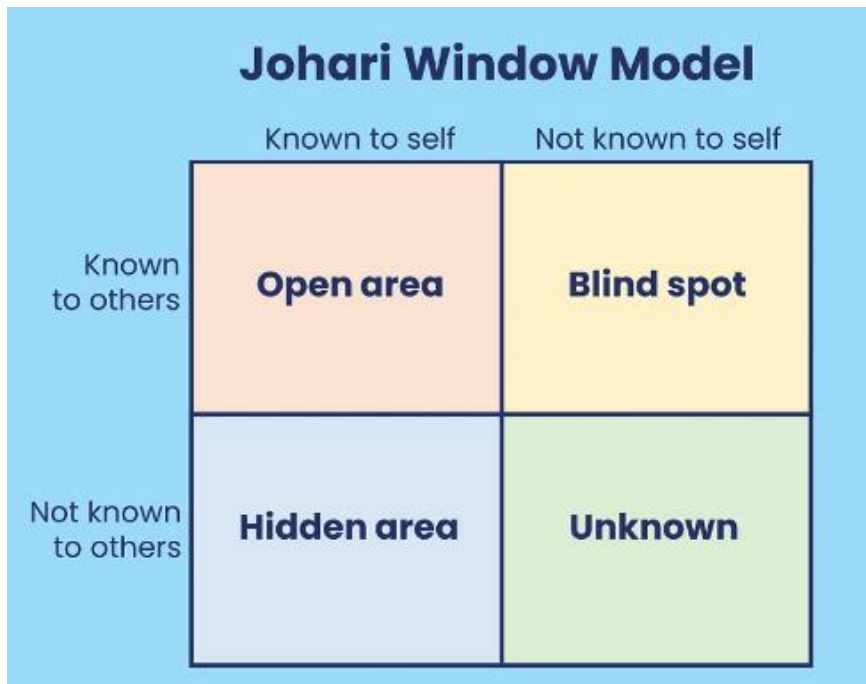 Johari Window Model
Known to self
Not known to self
Known
to others
Open area
Blind spot
Not known
to others
Hidden area
Unknown